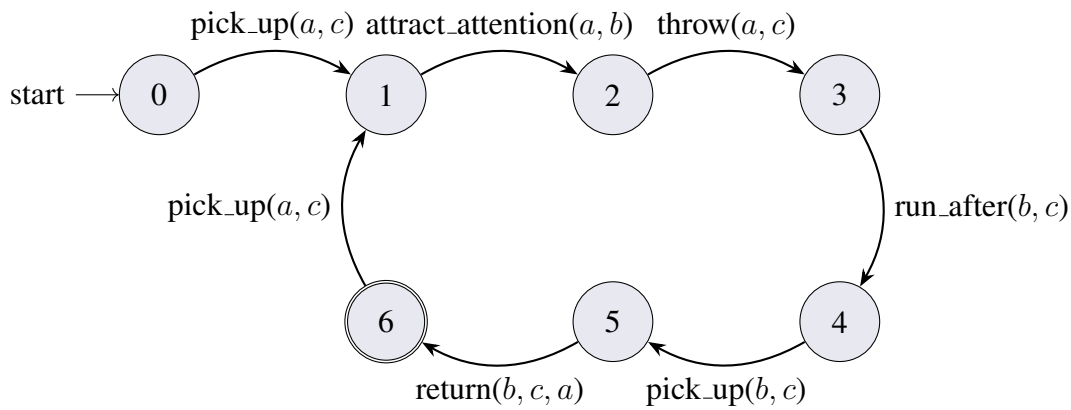 pick_up(a, c) attract_attention(a, b) throw(a, c)
start 0 1 2 3
pick_up(a, c) run_after(b, c)
6 5 4
return(b, c, a) pick_up(b, c)